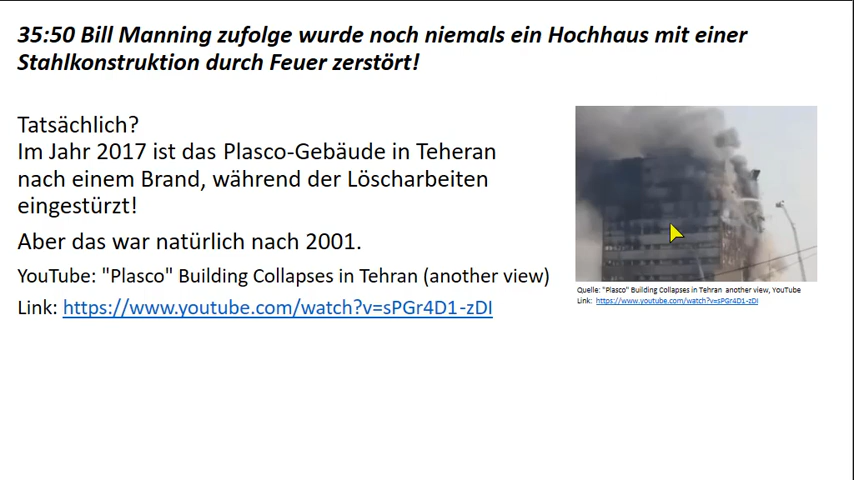 35:50 Bill Manning zufolge wurde noch niemals ein Hochhaus mit einer
Stahlkonstruktion durch Feuer zerstört!
Tatsächlich?
Im Jahr 2017 ist das Plasco-Gebäude in Teheran
nach einem Brand, während der Löscharbeiten
eingestürzt!
Aber das war natürlich nach 2001.
YouTube: "Plasco" Building Collapses in Tehran (another view)
Link: https://www.youtube.com/watch?v=sPGr4D1-zDI
Quelle: "Plasco" Building Collapses in Tehran another view, YouTube
Link: https://www.youtube.com/watch?v=sPGr4D1-zDI